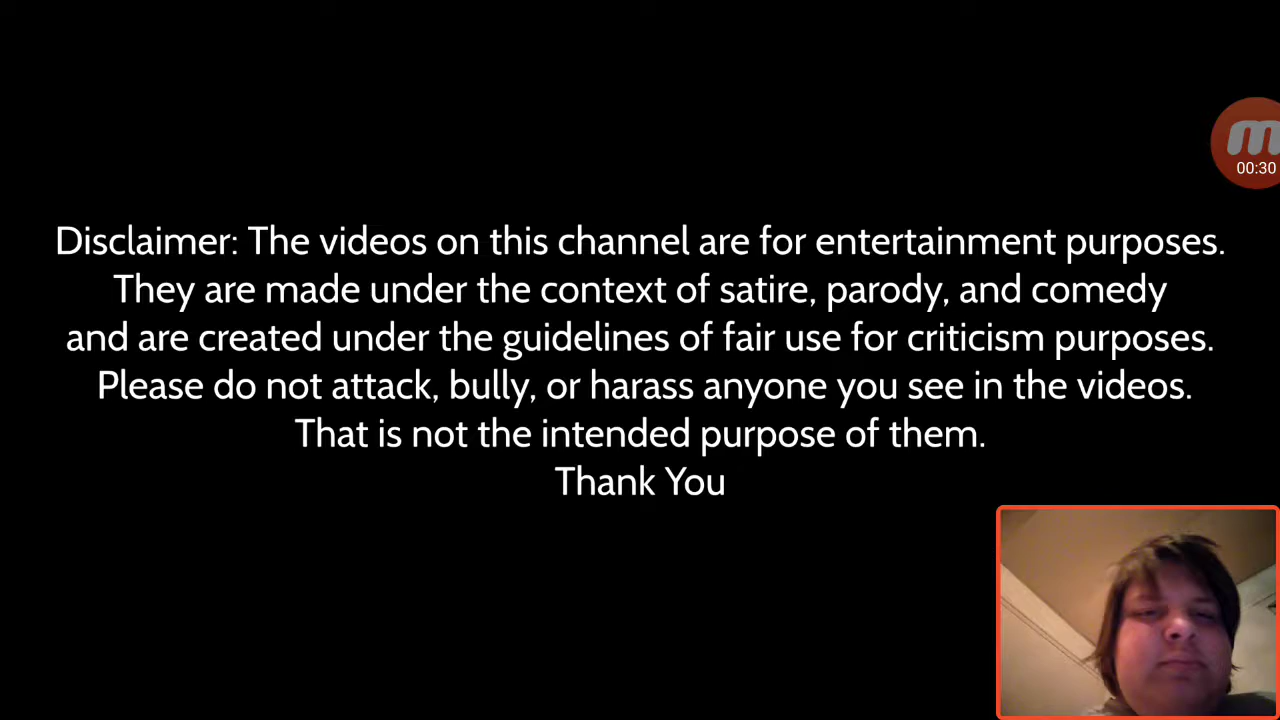 00:30
Disclaimer: The videos on this channel are for entertainment purposes.
They are made under the context of satire, parody, and comedy
and are created under the guidelines of fair use for criticism purposes.
Please do not attack, bully, or harass anyone you see in the videos.
That is not the intended purpose of them.
Thank You